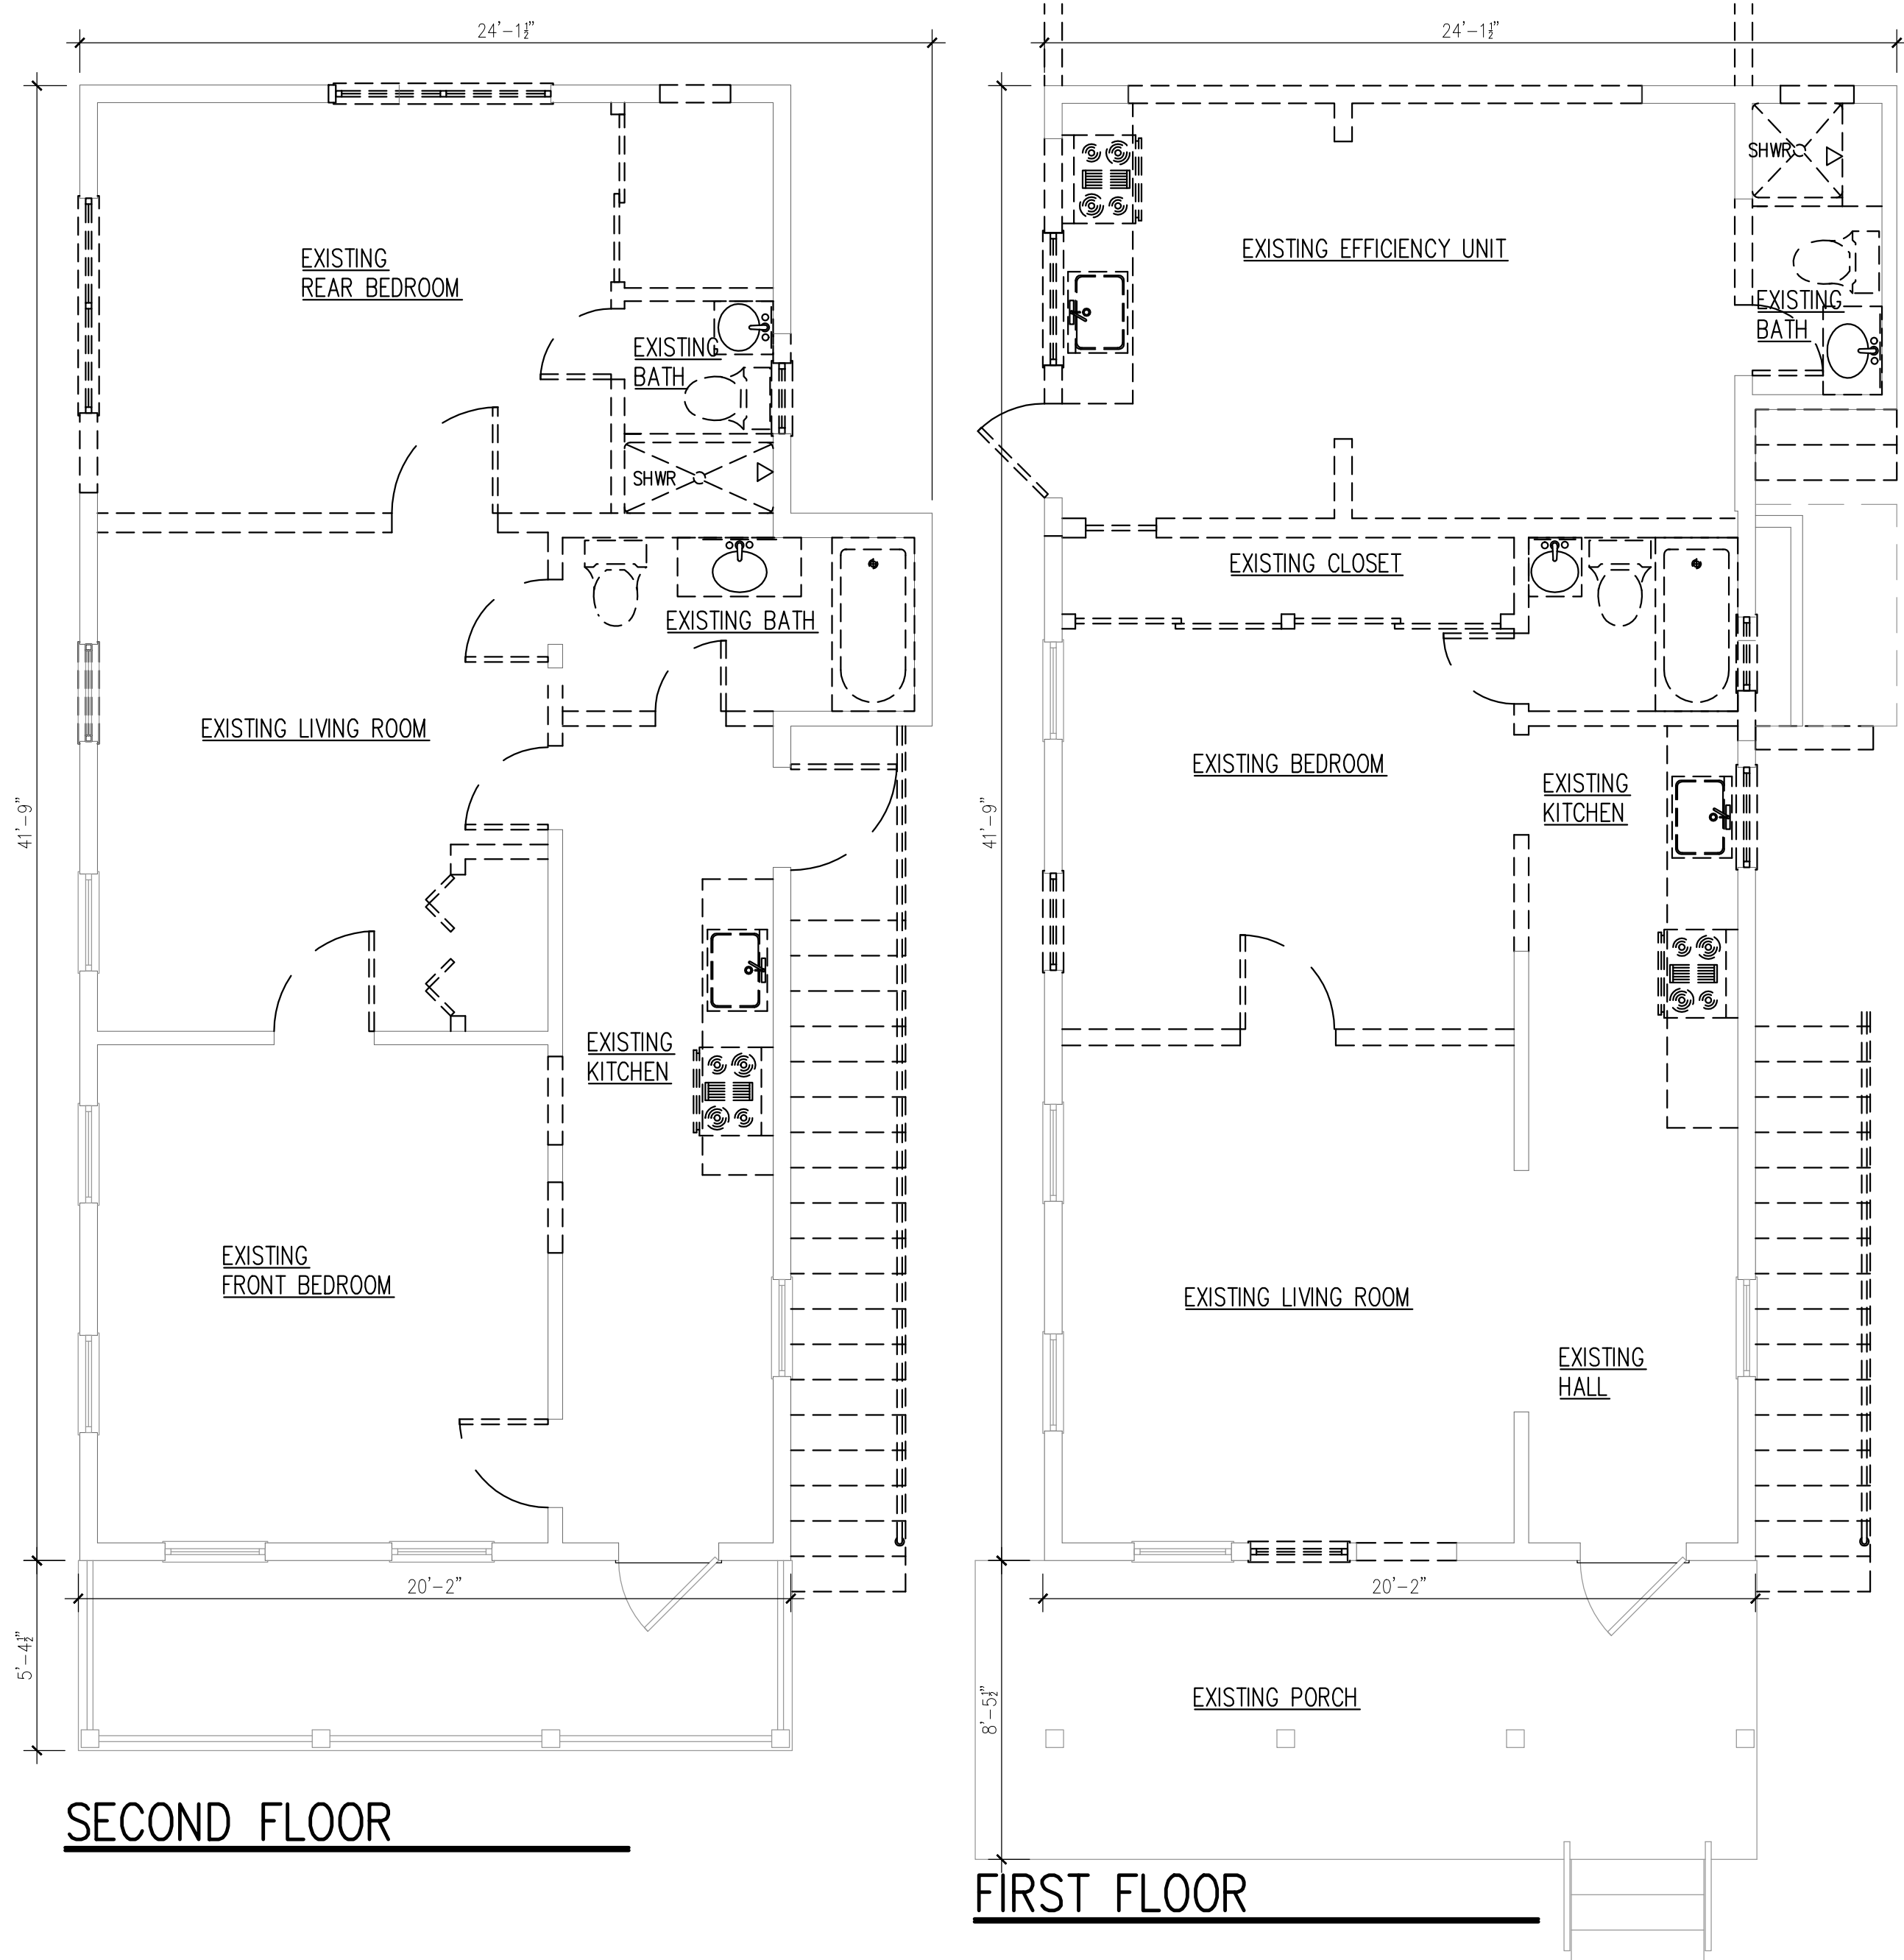 24'-1½"
EXISTING
REAR BEDROOM
EXISTING
BATH
SHWR
EXISTING BATH
EXISTING LIVING ROOM
41'-9"
EXISTING
KITCHEN
EXISTING
FRONT BEDROOM
20'-2"
5'-4½"
SECOND FLOOR
24'-1½"
SHWR
EXISTING EFFICIENCY UNIT
EXISTING
BATH
EXISTING CLOSET
EXISTING BEDROOM
EXISTING
KITCHEN
41'-9"
EXISTING LIVING ROOM
EXISTING
HALL
20'-2"
EXISTING PORCH
8'-5½"
FIRST FLOOR